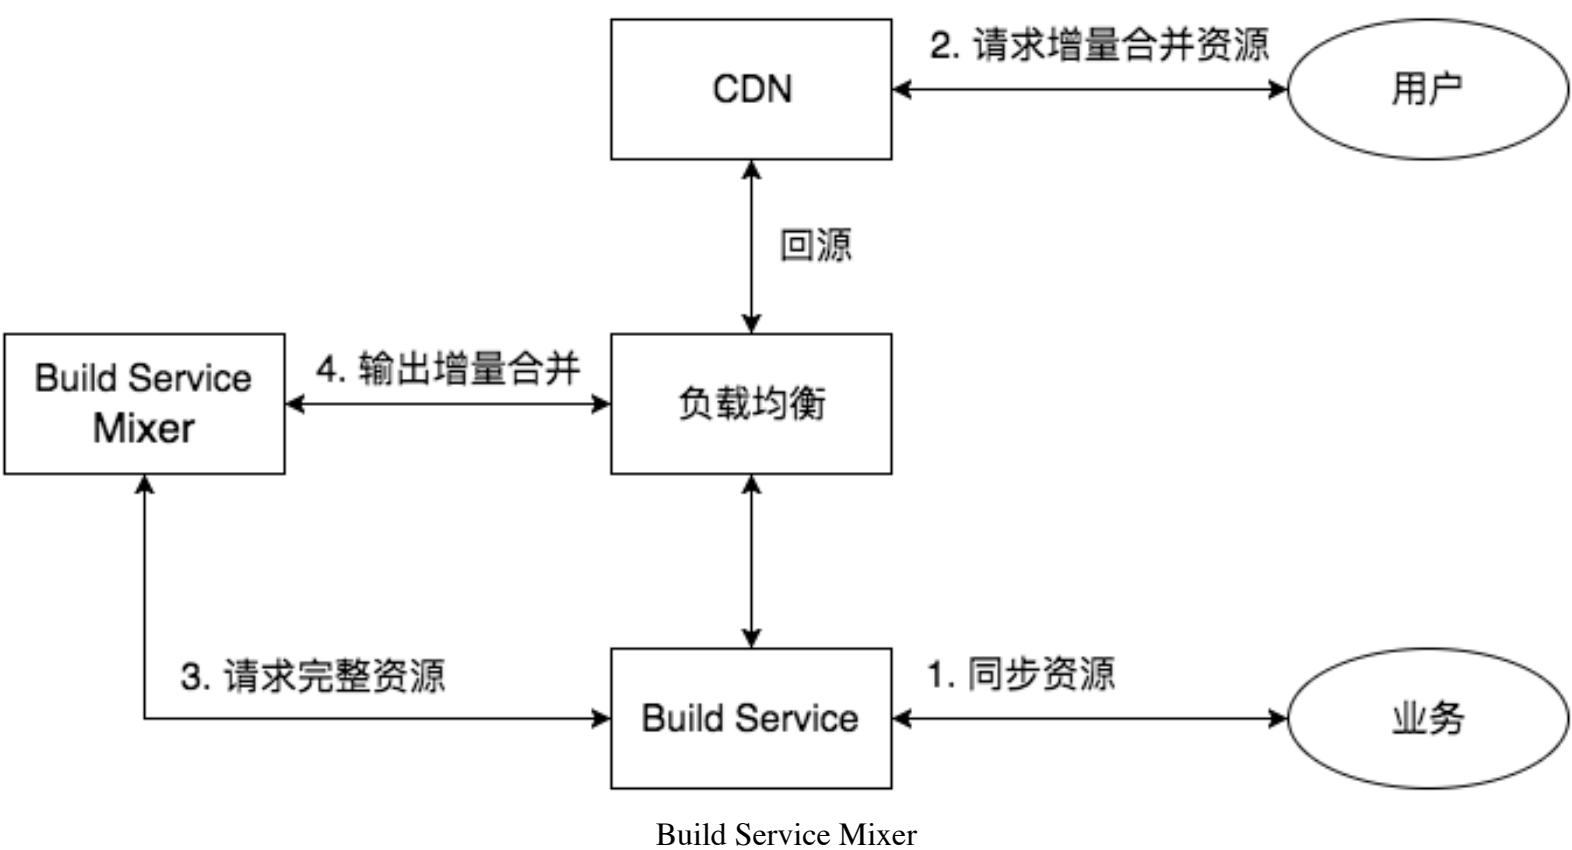 CDN
2. 请求增量合并资源
用户
回源
Build Service
Mixer
4. 输出增量合并
负载均衡
3. 请求完整资源
Build Service
1. 同步资源
业务
Build Service Mixer